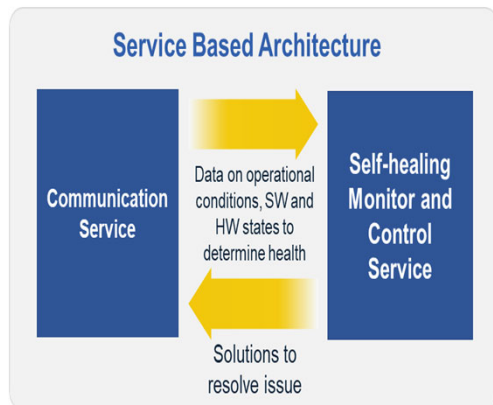 Service Based Architecture
Communication
Service
Data on operational
conditions, SW and
HW states to
determine health
Self-healing
Monitor and
Control
Service
Solutions to
resolve issue